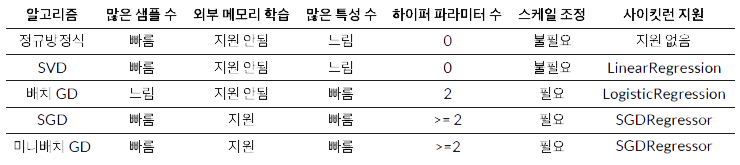 알고리즘 많은 샘플 수 외부 메모리 학습 많은 특성 수 하이퍼 파라미터 수 스케일 조정 사이킷런 지원
정규방정식 빠름 지원 안됨 느림 0 불필요 지원 없음
SVD 빠름 지원 안됨 느림 0 불필요 LinearRegression
배치 GD 느림 지원 안됨 빠름 2 필요 LogisticRegression
SGD 빠름 지원 빠름 >= 2 필요 SGDRegressor
미니배치 GD 빠름 지원 빠름 >=2 필요 SGDRegressor